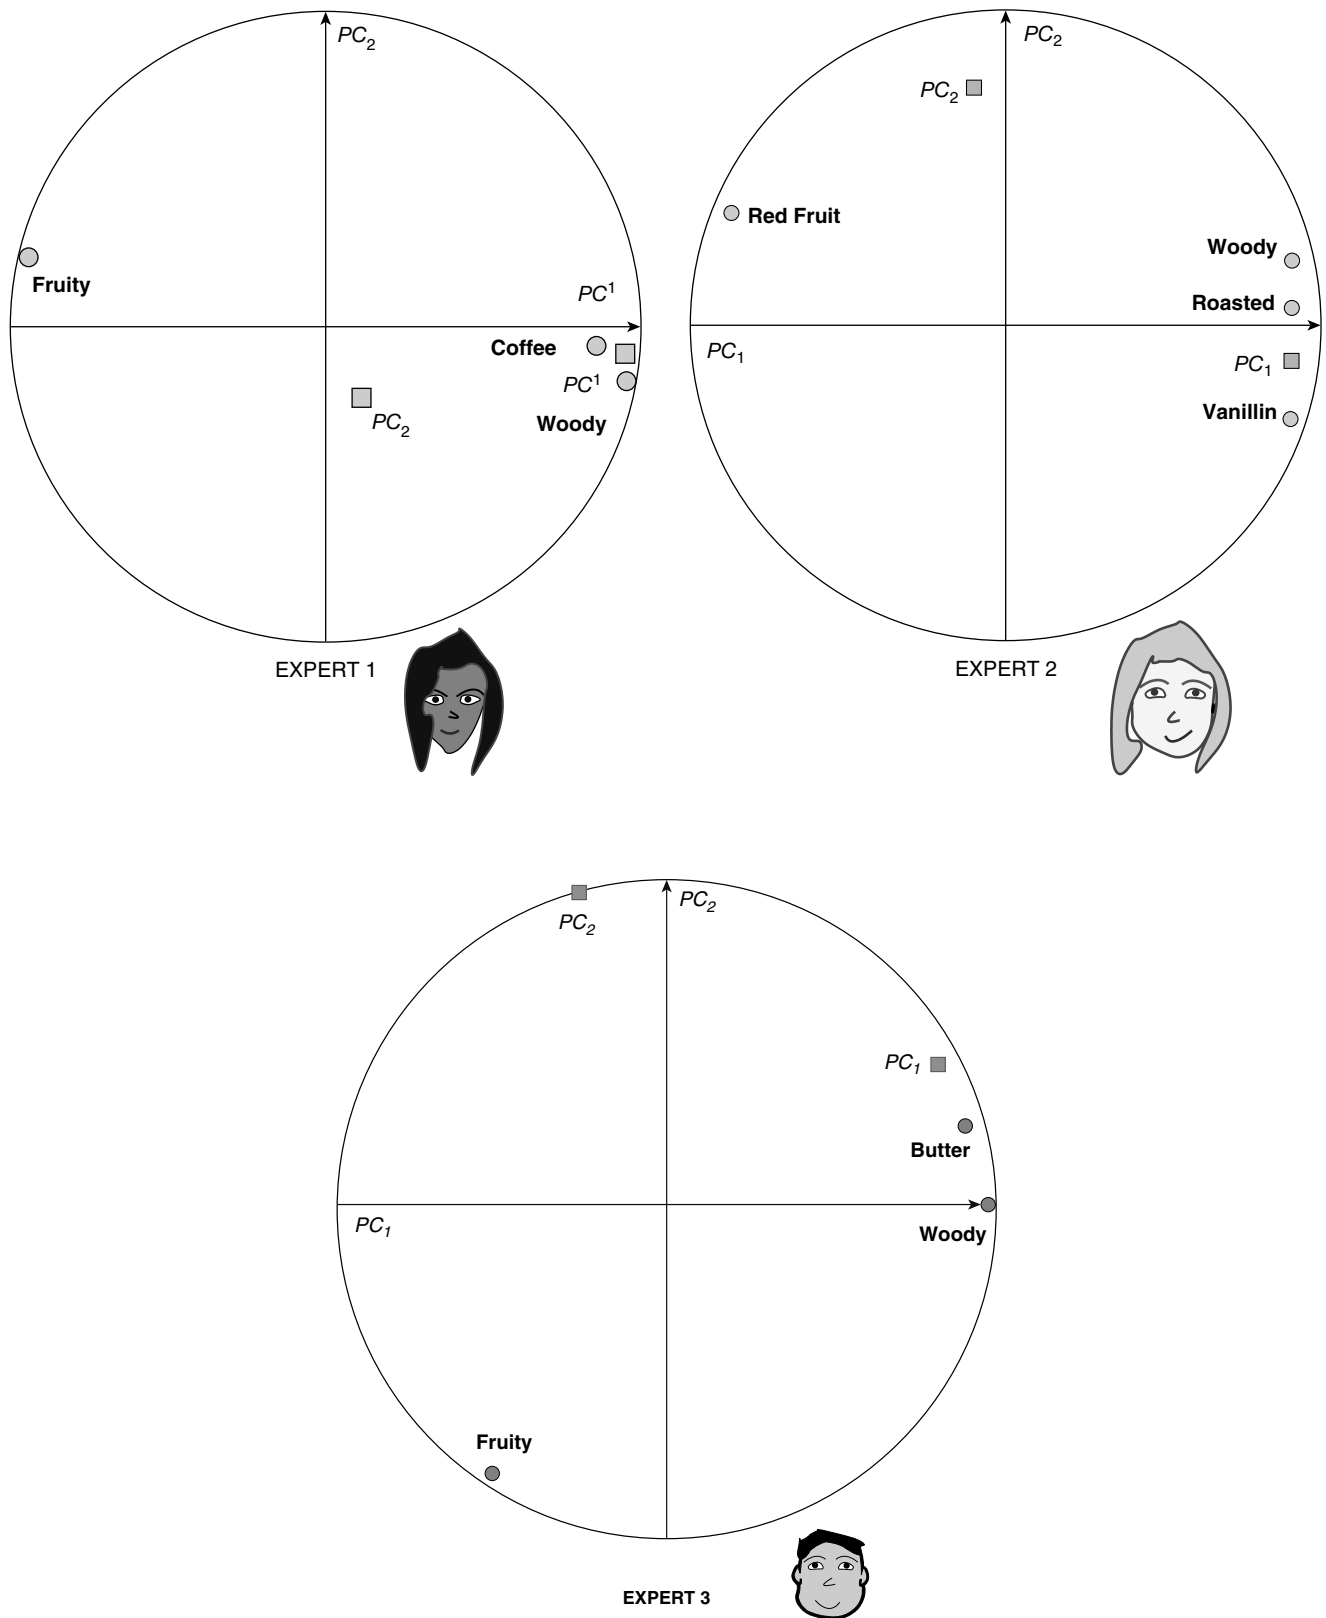 PC₂
PC¹
Fruity
Coffee
PC¹
Woody
PC₂
EXPERT 1
PC₂
PC₂
Red Fruit
Woody
Roasted
PC₁
PC₁
Vanillin
EXPERT 2
PC₂
PC₂
PC₁
Butter
PC₁
Woody
Fruity
EXPERT 3